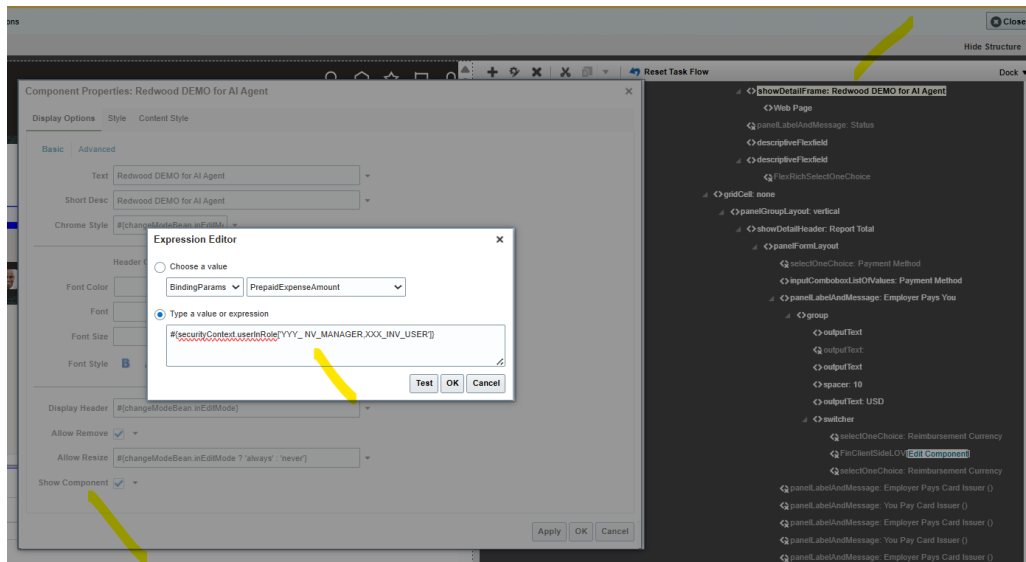 ons
Close
Hide Structure
Reset Task Flow
Dock
Component Properties: Redwood DEMO for AI Agent
Display Options Style Content Style
Basic Advanced
Text Redwood DEMO for AI Agent
Short Desc Redwood DEMO for AI Agent
Chrome Style #{changeModeBean.inEditMo
Header C
Font Color
Font
Font Size
Font Style B
Display Header #{changeModeBean.inEditMode}
Allow Remove
Allow Resize #{changeModeBean.inEditMode ? 'always' : 'never'}
Show Component
Apply OK Cancel
Expression Editor
Choose a value
BindingParams PrepaidExpenseAmount
Type a value or expression
#{securityContext.userInRole['YYY_ NV_MANAGER,XXX_INV_USER']}
Test OK Cancel
showDetailFrame: Redwood DEMO for AI Agent
Web Page
panelLabelAndMessage: Status
descriptiveFlexfield
descriptiveFlexfield
FlexRichSelectOneChoice
gridCell: none
panelGroupLayout: vertical
showDetailHeader: Report Total
panelFormLayout
selectOneChoice: Payment Method
inputComboboxListOfValues: Payment Method
panelLabelAndMessage: Employer Pays You
group
outputText
outputText:
outputText
spacer: 10
outputText: USD
switcher
selectOneChoice: Reimbursement Currency
FinClientSideLOV Edit Component
selectOneChoice: Reimbursement Currency
panelLabelAndMessage: Employer Pays Card Issuer ()
panelLabelAndMessage: You Pay Card Issuer ()
panelLabelAndMessage: Employer Pays Card Issuer ()
panelLabelAndMessage: You Pay Card Issuer ()
panelLabelAndMessage: Employer Pays Card Issuer ()